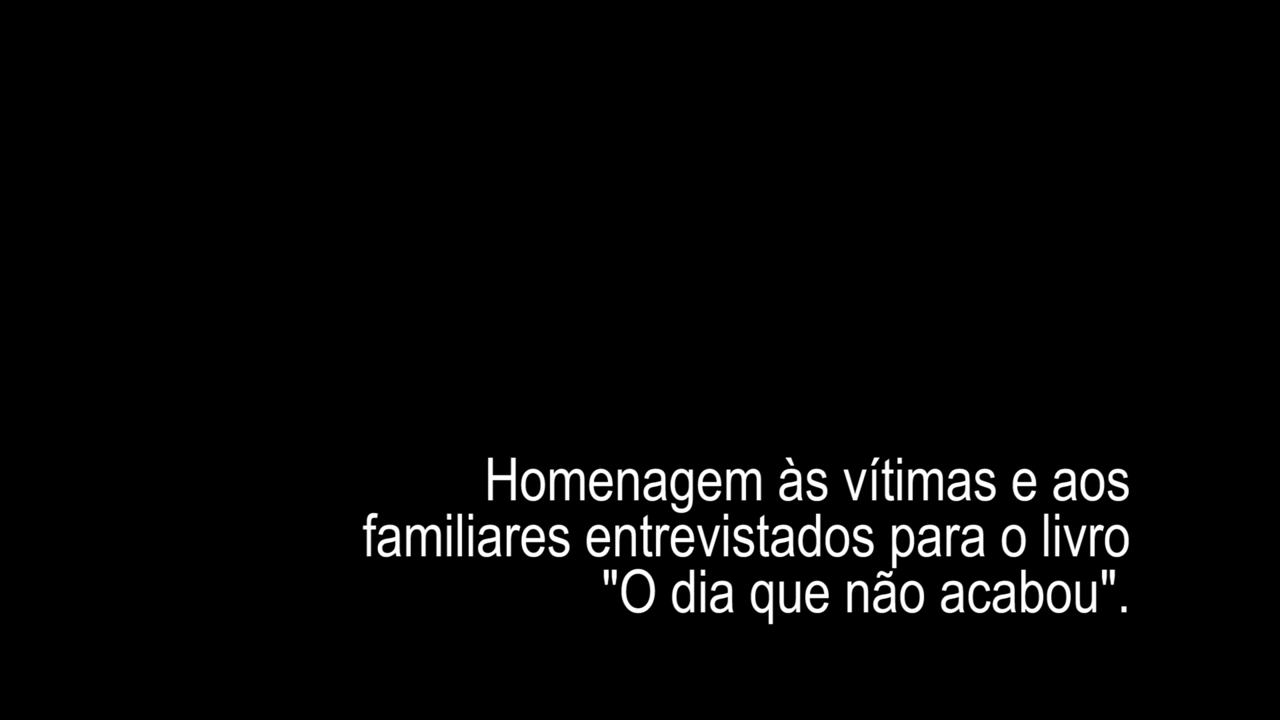 Homenagem às vítimas e aos
familiares entrevistados para o livro
"O dia que não acabou".